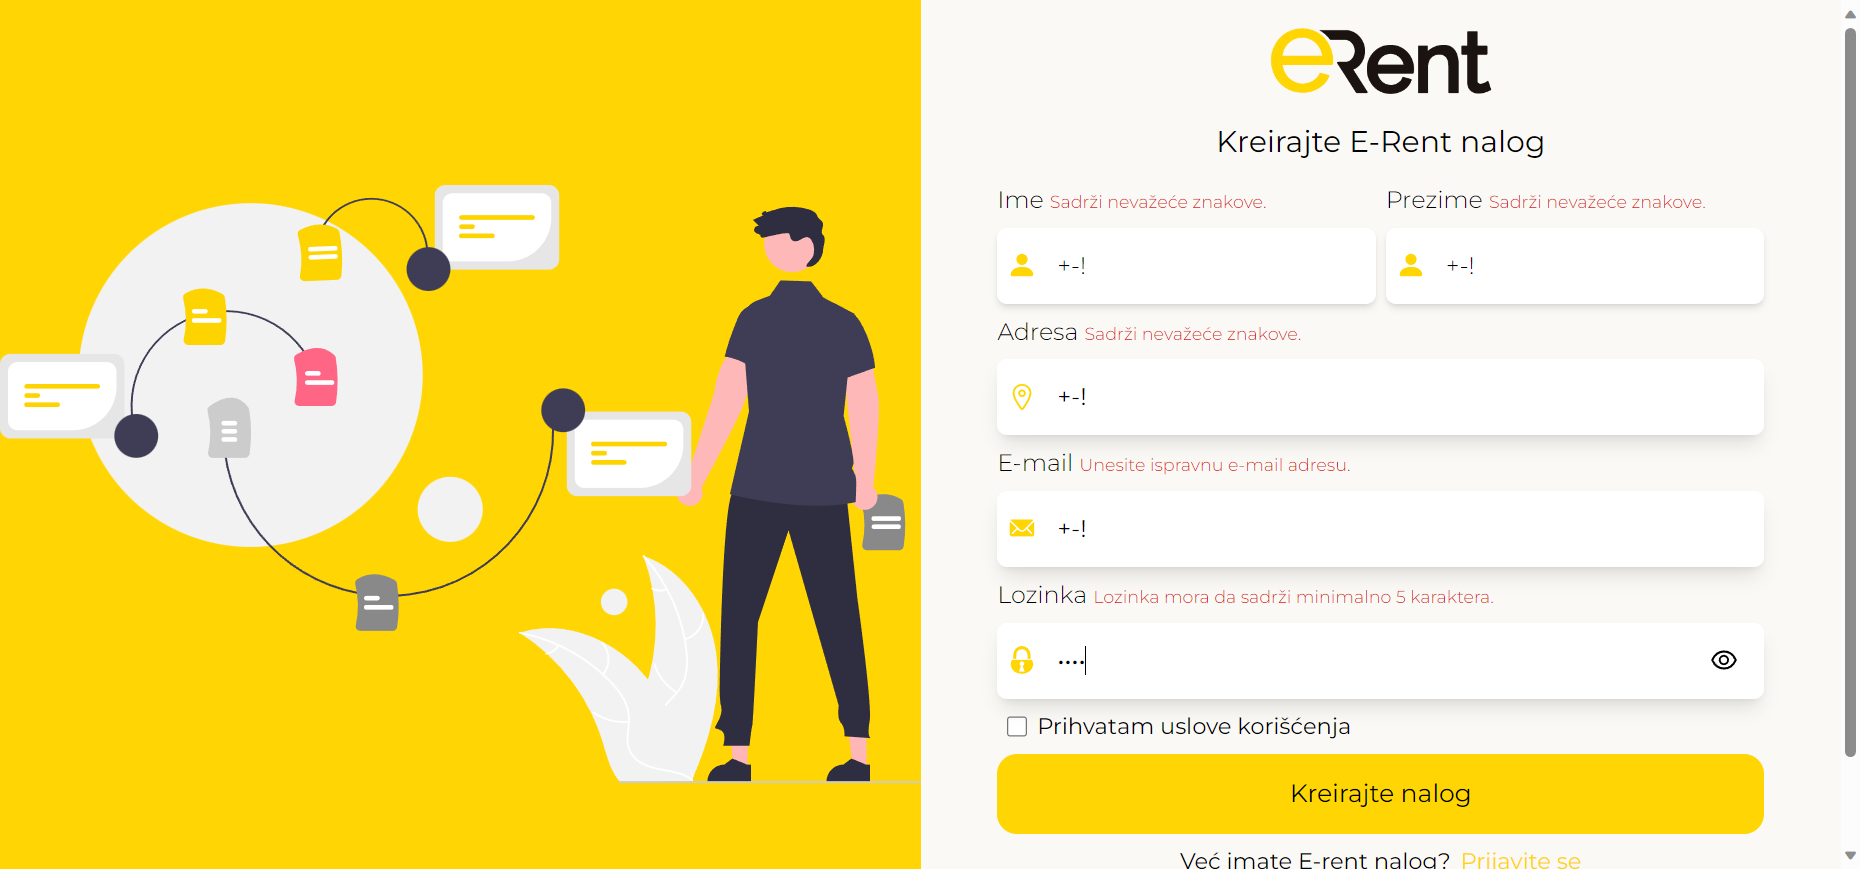 eRent
Kreirajte E-Rent nalog
Ime Sadrži nevažeće znakove.
Prezime Sadrži nevažeće znakove.
+-!
+-!
Adresa Sadrži nevažeće znakove.
+-!
E-mail Unesite ispravnu e-mail adresu.
+-!
Lozinka Lozinka mora da sadrži minimalno 5 karaktera.
••••
Prihvatam uslove korišćenja
Kreirajte nalog
Već imate E-rent nalog? Prijavite se